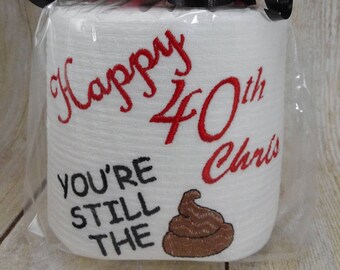 Happy
40th
Chris
YOU'RE
STILL
THE